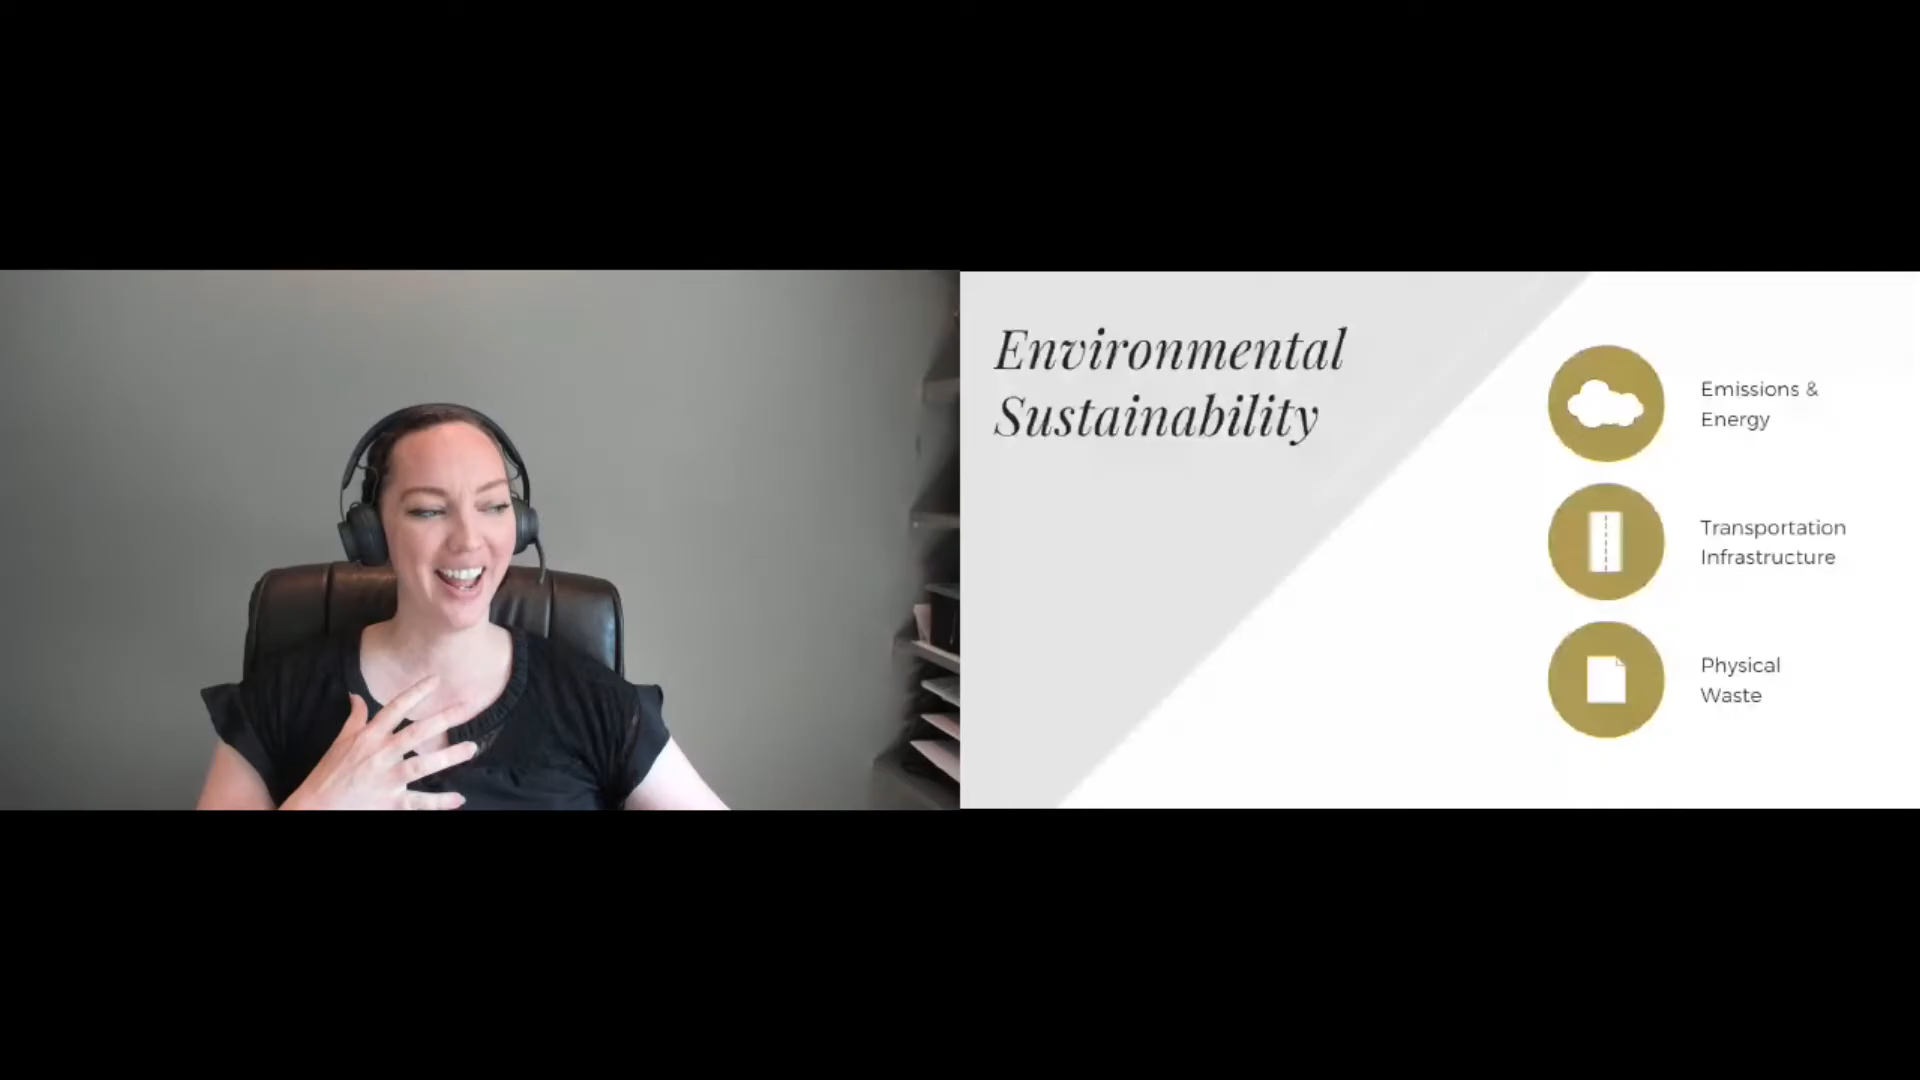 Environmental
Sustainability
Emissions &
Energy
Transportation
Infrastructure
Physical
Waste